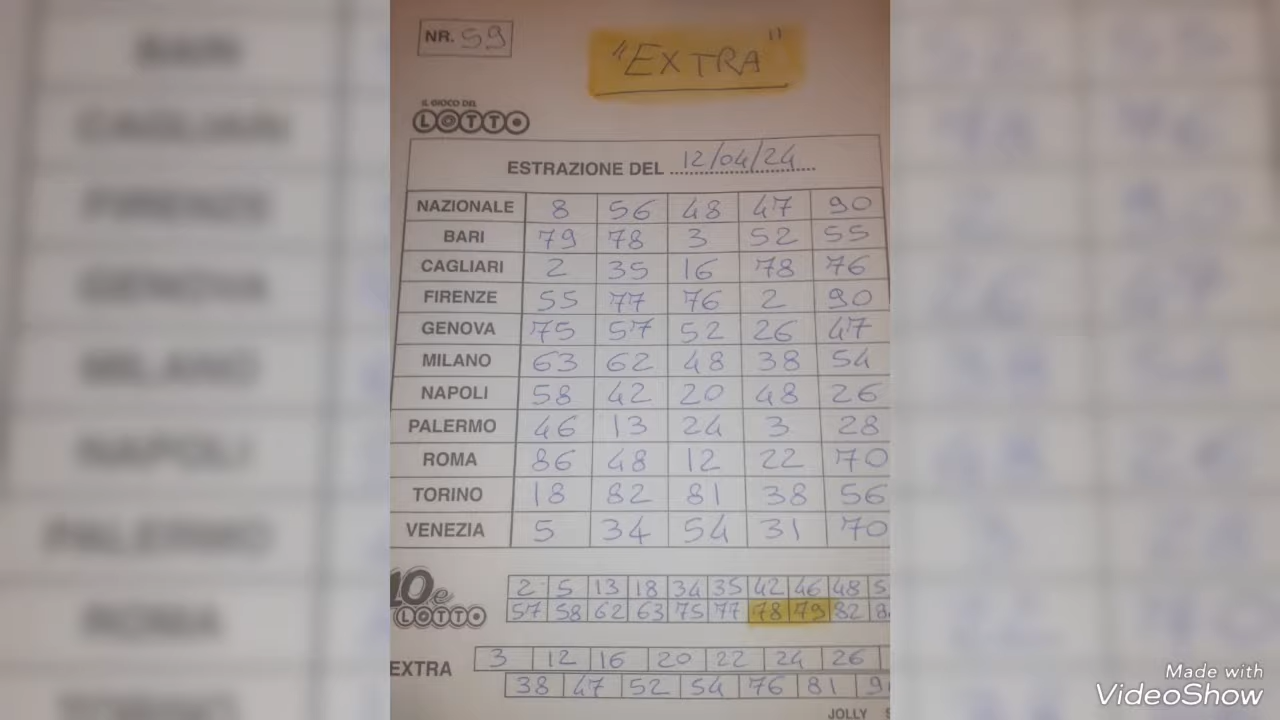 NR. 59
"EXTRA"
IL GIOCO DEL
LOTTO
ESTRAZIONE DEL 12/04/24
NAZIONALE 8 56 48 47 90
BARI 79 78 3 52 55
CAGLIARI 2 35 16 78 76
FIRENZE 55 77 76 2 90
GENOVA 75 57 52 26 47
MILANO 63 62 48 38 54
NAPOLI 58 42 20 48 26
PALERMO 46 13 24 3 28
ROMA 86 48 12 22 70
TORINO 18 82 81 38 56
VENEZIA 5 34 54 31 70
10e 2 5 13 18 34 35 42 46 48
LOTTO 57 58 62 63 75 77 78 79 82
EXTRA 3 12 16 20 22 24 26
38 47 52 54 76 81
JOLLY
Made with
VideoShow